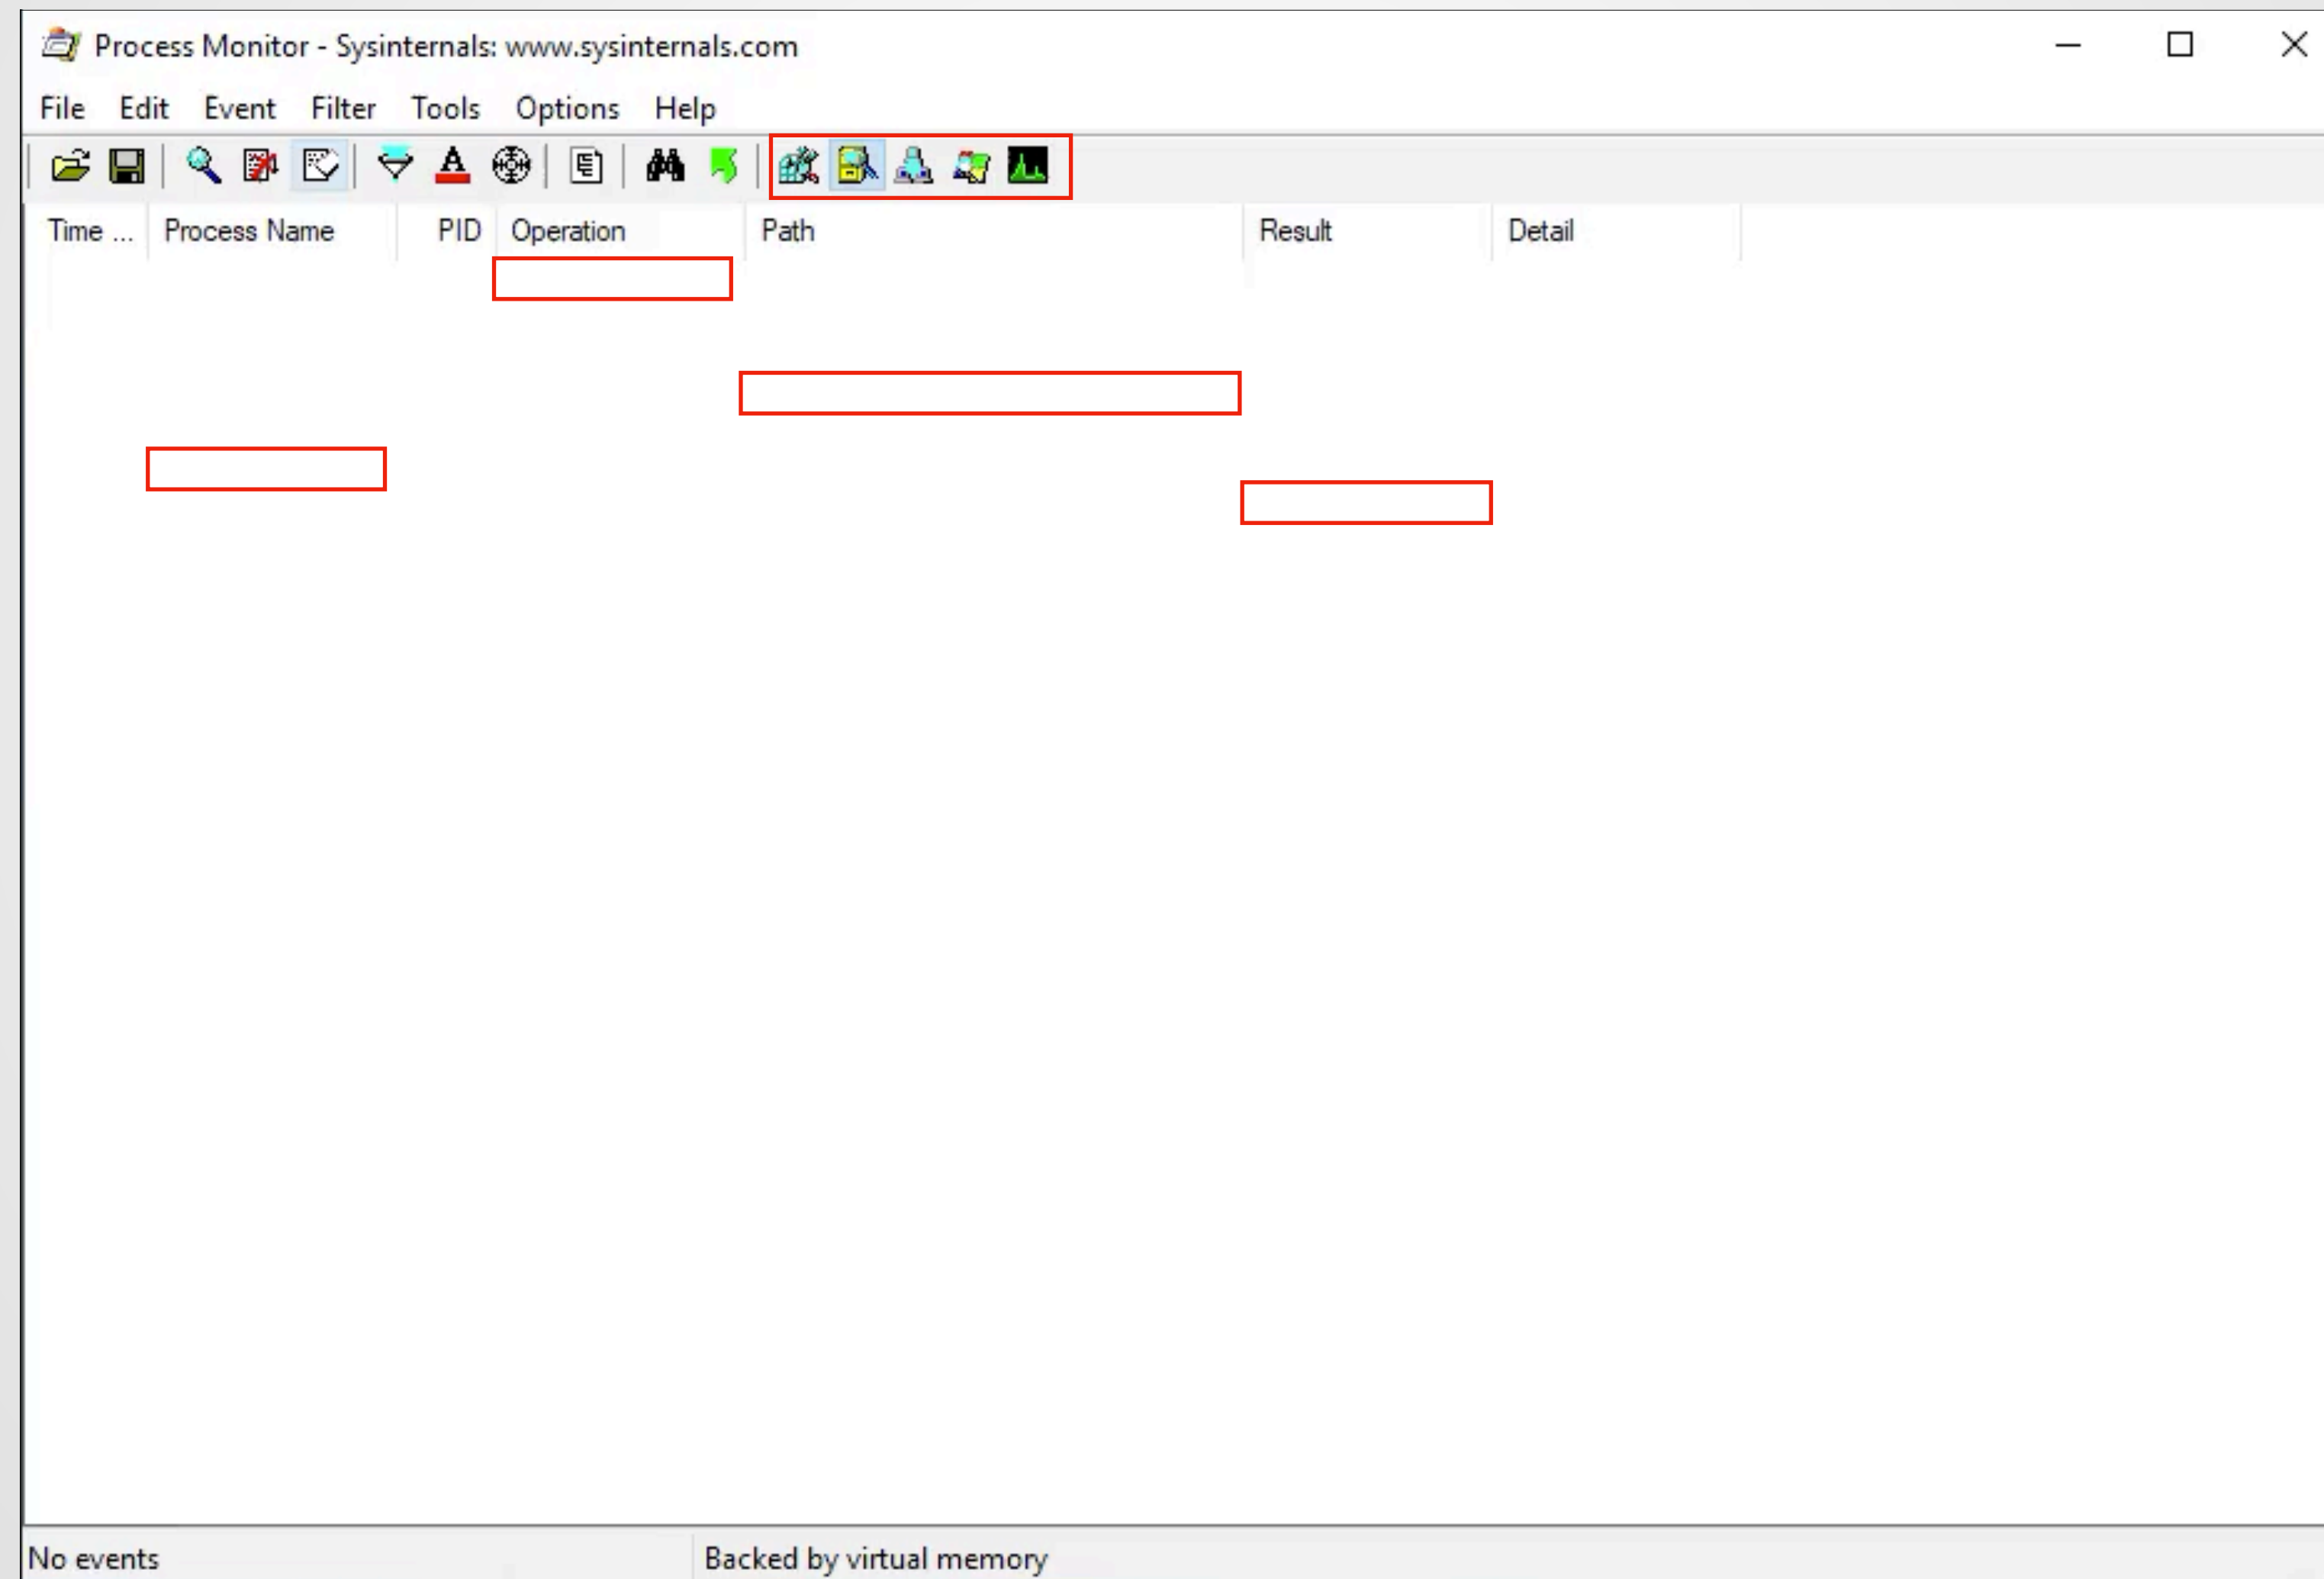 Process Monitor - Sysinternals: www.sysinternals.com
File Edit Event Filter Tools Options Help
Time ... Process Name PID Operation Path Result Detail
No events Backed by virtual memory